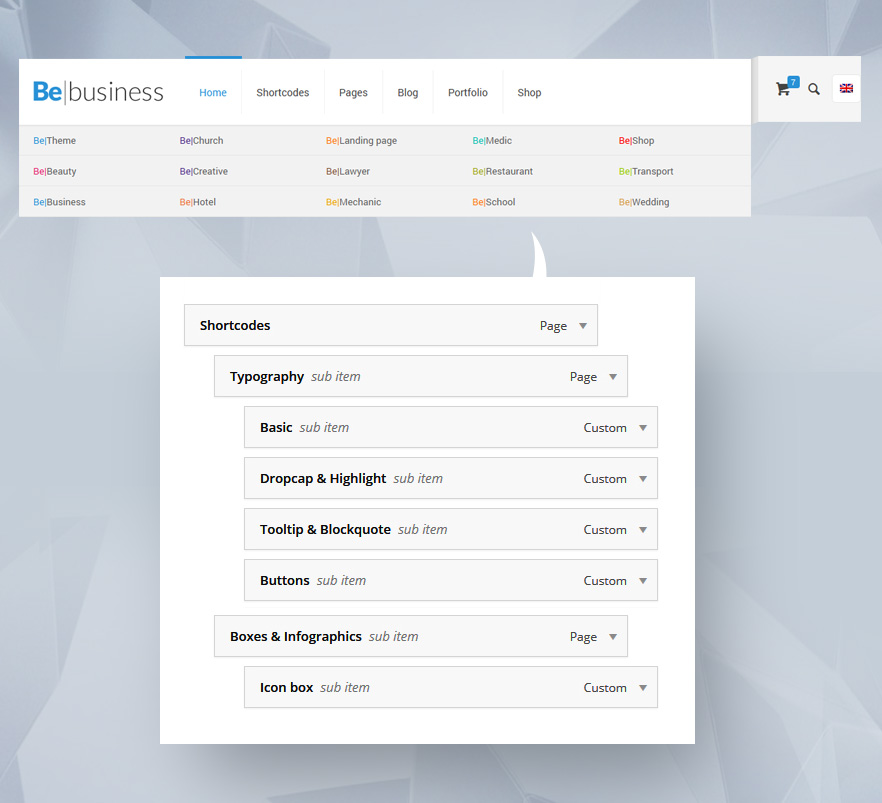 Be|business Home Shortcodes Pages Blog Portfolio Shop 7
Be|Theme Be|Church Be|Landing page Be|Medic Be|Shop
Be|Beauty Be|Creative Be|Lawyer Be|Restaurant Be|Transport
Be|Business Be|Hotel Be|Mechanic Be|School Be|Wedding
Shortcodes Page
Typography sub item Page
Basic sub item Custom
Dropcap & Highlight sub item Custom
Tooltip & Blockquote sub item Custom
Buttons sub item Custom
Boxes & Infographics sub item Page
Icon box sub item Custom